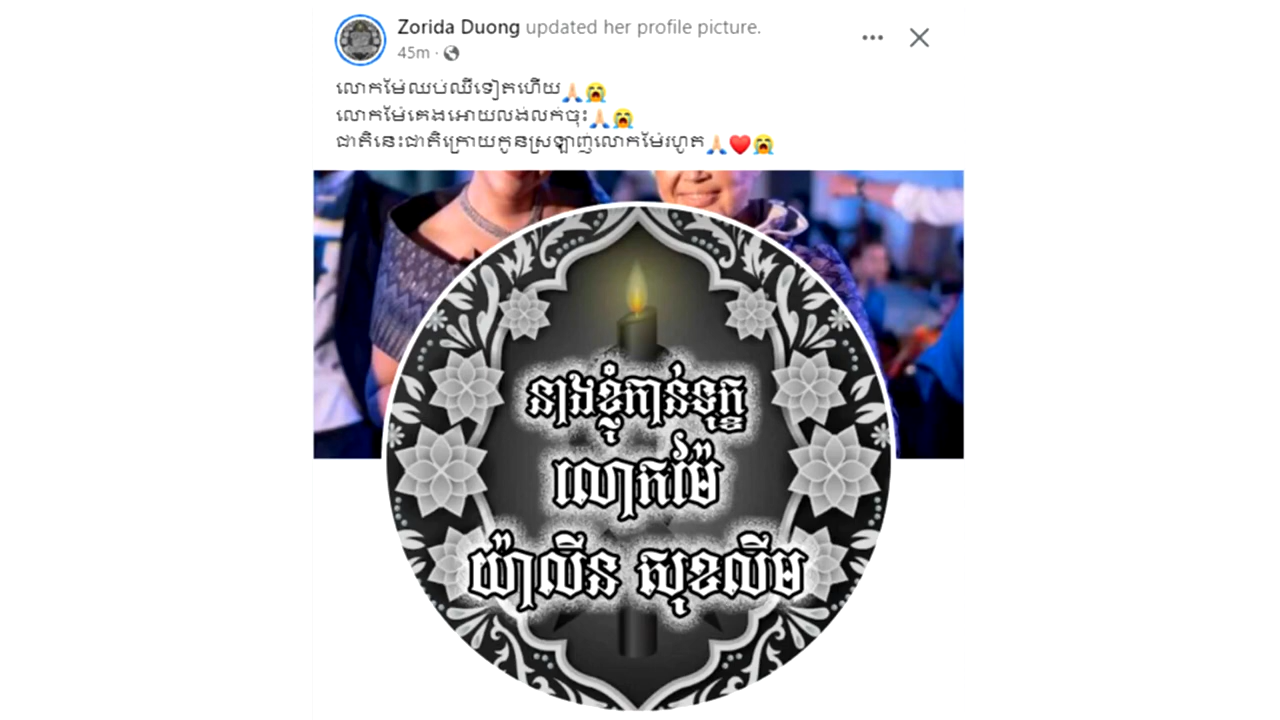 Zorida Duong updated her profile picture.
45m ·
លោកម៉ែឈប់ឈឺទៀតហើយ🙏🏻😭
លោកម៉ែគេងអោយលង់លក់ចុះ🙏🏻😭
ជាតិនេះជាតិក្រោយកូនស្រឡាញ់លោកម៉ែរហូត🙏🏻❤️😭
នាងខ្ញុំកាន់ទុក្ខ
លោកម៉ែ
យ៉ាលីន សុខលីម